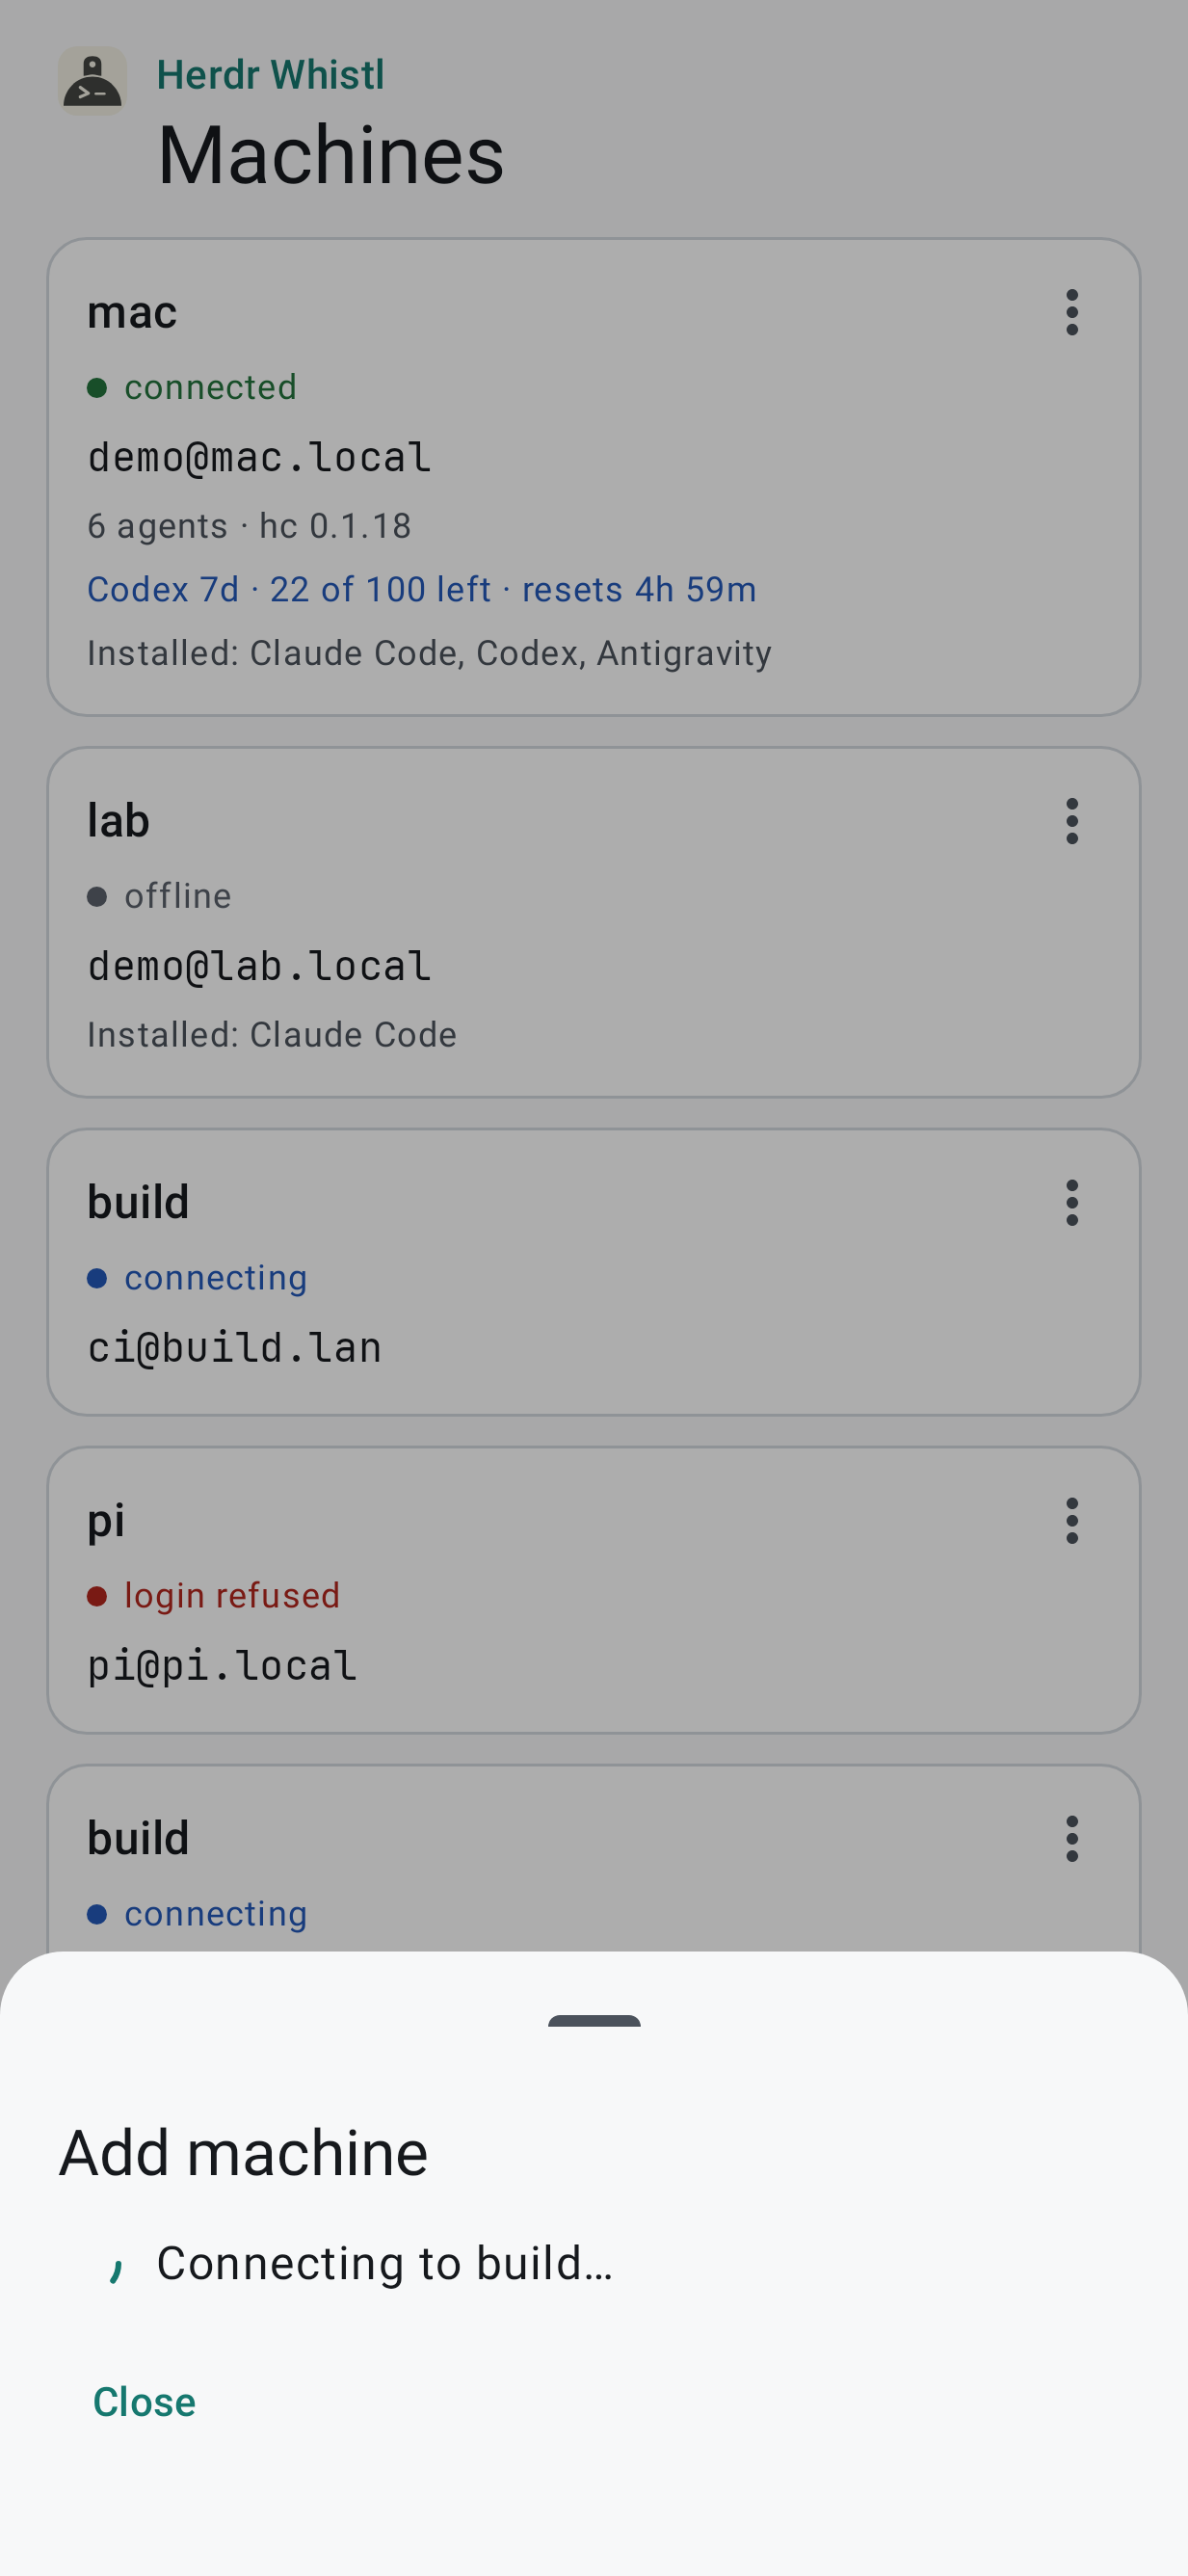 Herdr Whistl
Machines
mac
connected
demo@mac.local
6 agents · hc 0.1.18
Codex 7d · 22 of 100 left · resets 4h 59m
Installed: Claude Code, Codex, Antigravity
lab
offline
demo@lab.local
Installed: Claude Code
build
connecting
ci@build.lan
pi
login refused
pi@pi.local
build
connecting
Add machine
Connecting to build…
Close